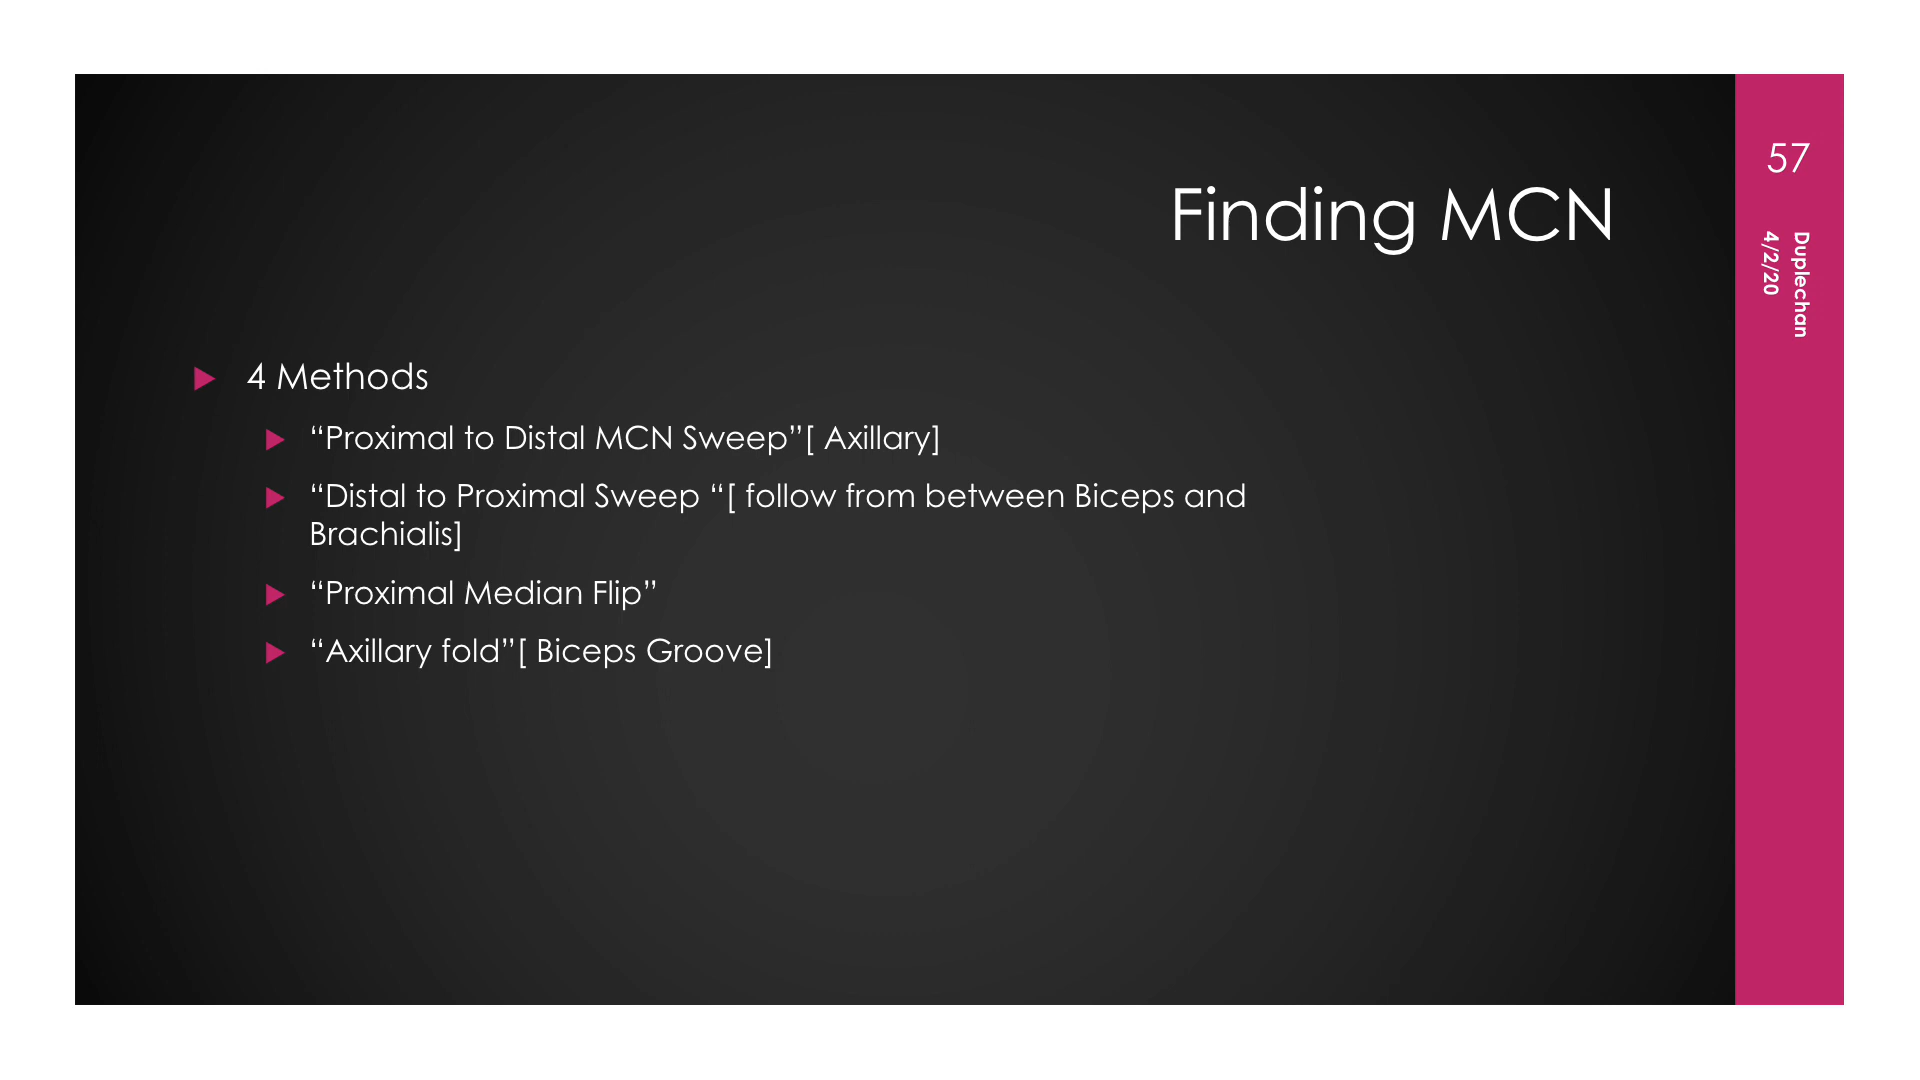 57
Finding MCN
Duplechan
4/2/20
4 Methods
“Proximal to Distal MCN Sweep”[ Axillary]
“Distal to Proximal Sweep “[ follow from between Biceps and
Brachialis]
“Proximal Median Flip”
“Axillary fold”[ Biceps Groove]